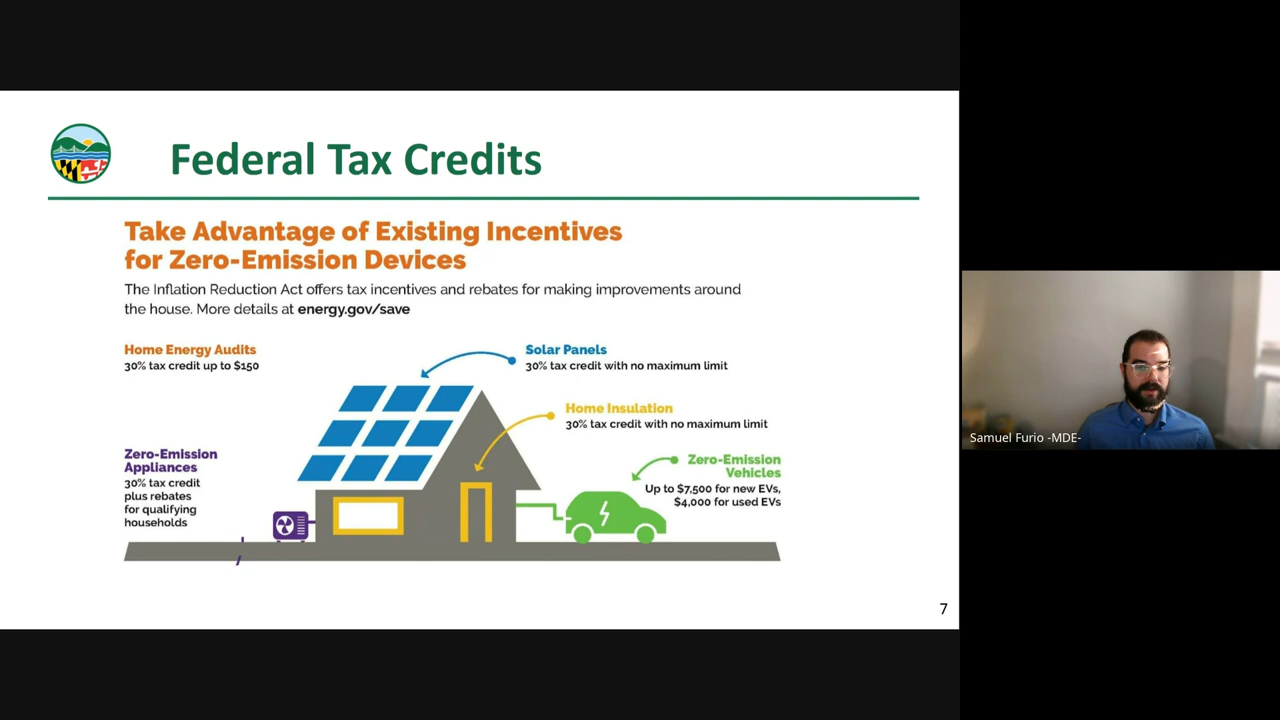 Federal Tax Credits
Take Advantage of Existing Incentives
for Zero-Emission Devices
The Inflation Reduction Act offers tax incentives and rebates for making improvements around
the house. More details at energy.gov/save
Home Energy Audits
30% tax credit up to $150
Solar Panels
30% tax credit with no maximum limit
Home Insulation
30% tax credit with no maximum limit
Zero-Emission
Appliances
30% tax credit
plus rebates
for qualifying
households
Zero-Emission
Vehicles
Up to $7,500 for new EVs,
$4,000 for used EVs
7
Samuel Furio -MDE-